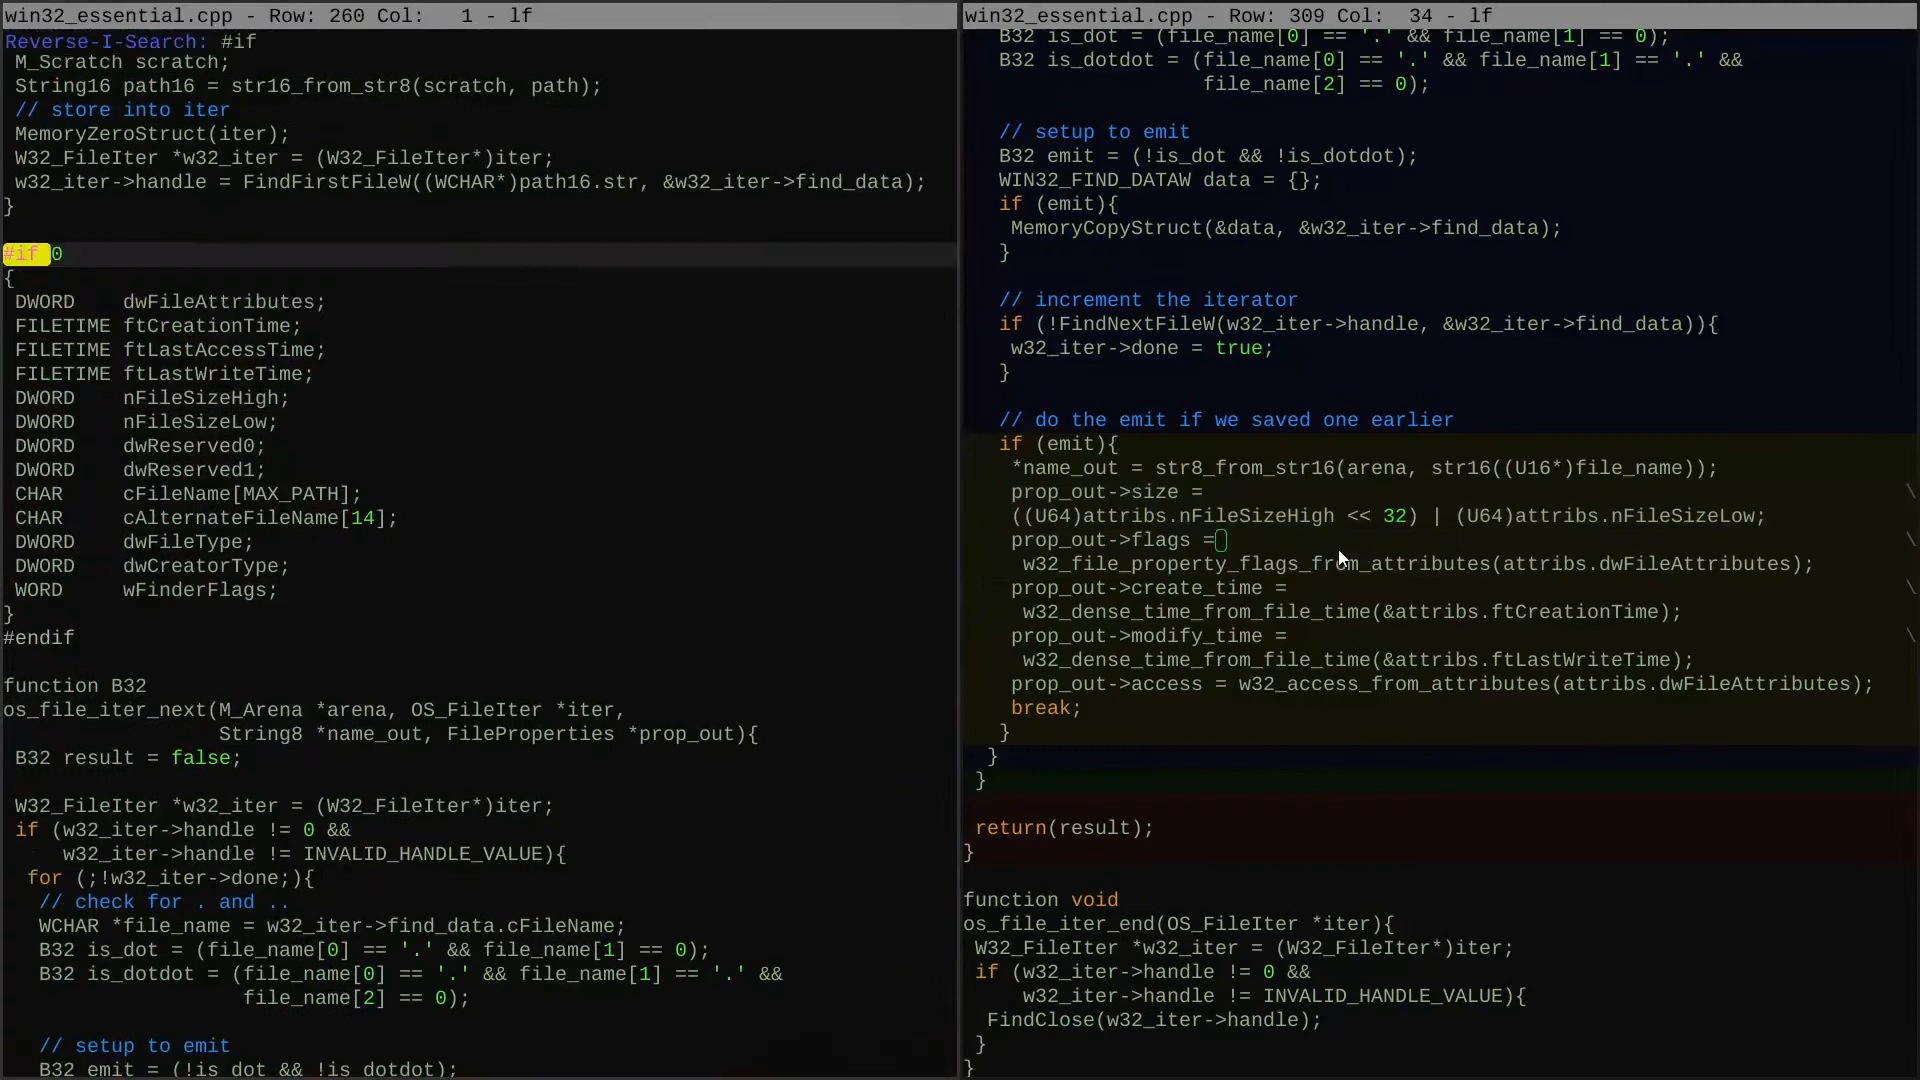 win32_essential.cpp - Row: 260 Col:   1 - lf
Reverse-I-Search: #if
M_Scratch scratch;
String16 path16 = str16_from_str8(scratch, path);
// store into iter
MemoryZeroStruct(iter);
W32_FileIter *w32_iter = (W32_FileIter*)iter;
w32_iter->handle = FindFirstFileW((WCHAR*)path16.str, &w32_iter->find_data);
}
#if 0
{
DWORD    dwFileAttributes;
FILETIME ftCreationTime;
FILETIME ftLastAccessTime;
FILETIME ftLastWriteTime;
DWORD    nFileSizeHigh;
DWORD    nFileSizeLow;
DWORD    dwReserved0;
DWORD    dwReserved1;
CHAR     cFileName[MAX_PATH];
CHAR     cAlternateFileName[14];
DWORD    dwFileType;
DWORD    dwCreatorType;
WORD     wFinderFlags;
}
#endif
function B32
os_file_iter_next(M_Arena *arena, OS_FileIter *iter,
String8 *name_out, FileProperties *prop_out){
B32 result = false;
W32_FileIter *w32_iter = (W32_FileIter*)iter;
if (w32_iter->handle != 0 &&
w32_iter->handle != INVALID_HANDLE_VALUE){
for (;!w32_iter->done;){
// check for . and ..
WCHAR *file_name = w32_iter->find_data.cFileName;
B32 is_dot = (file_name[0] == '.' && file_name[1] == 0);
B32 is_dotdot = (file_name[0] == '.' && file_name[1] == '.' &&
file_name[2] == 0);
// setup to emit
B32 emit = (!is_dot && !is_dotdot);
win32_essential.cpp - Row: 309 Col:  34 - lf
B32 is_dot = (file_name[0] == '.' && file_name[1] == 0);
B32 is_dotdot = (file_name[0] == '.' && file_name[1] == '.' &&
file_name[2] == 0);
// setup to emit
B32 emit = (!is_dot && !is_dotdot);
WIN32_FIND_DATAW data = {};
if (emit){
MemoryCopyStruct(&data, &w32_iter->find_data);
}
// increment the iterator
if (!FindNextFileW(w32_iter->handle, &w32_iter->find_data)){
w32_iter->done = true;
}
// do the emit if we saved one earlier
if (emit){
*name_out = str8_from_str16(arena, str16((U16*)file_name));
prop_out->size = \
((U64)attribs.nFileSizeHigh << 32) | (U64)attribs.nFileSizeLow;
prop_out->flags = \
w32_file_property_flags_from_attributes(attribs.dwFileAttributes);
prop_out->create_time = \
w32_dense_time_from_file_time(&attribs.ftCreationTime);
prop_out->modify_time = \
w32_dense_time_from_file_time(&attribs.ftLastWriteTime);
prop_out->access = w32_access_from_attributes(attribs.dwFileAttributes);
break;
}
}
}
return(result);
}
function void
os_file_iter_end(OS_FileIter *iter){
W32_FileIter *w32_iter = (W32_FileIter*)iter;
if (w32_iter->handle != 0 &&
w32_iter->handle != INVALID_HANDLE_VALUE){
FindClose(w32_iter->handle);
}
}